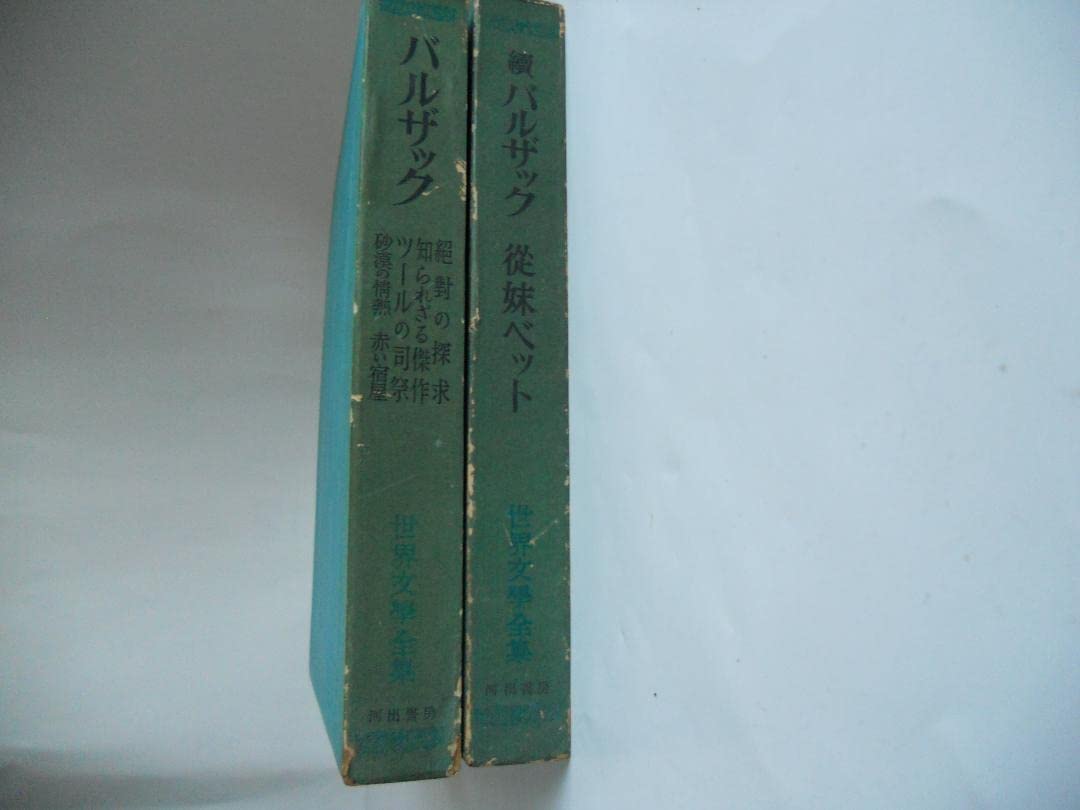 バルザック
絕對の探求
知られざる傑作
ツールの司祭
砂漠の情熱 赤い宿屋
世界文學全集
河出書房
續バルザック 從妹ベット
世界文學全集
河出書房